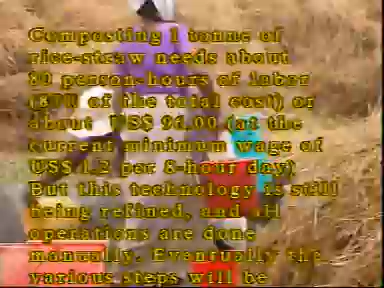 Composting 1 tonne of
rice-straw needs about
80 person-hours of labor
(87% of the total cost) or
about US$ 96.00 (at the
current minimum wage of
US$ 1.2 per 8-hour day)
But this technology is still
being refined, and all
operations are done
manually. Eventually the
various steps will be